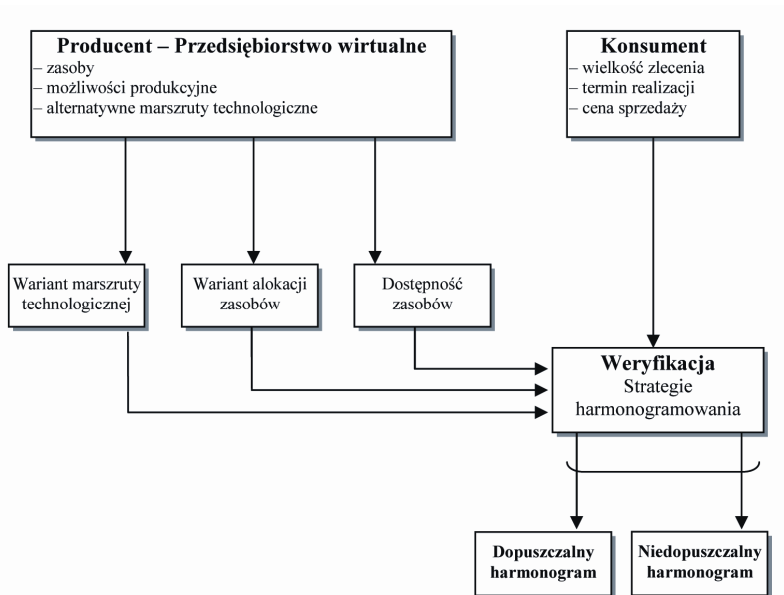 Producent – Przedsiębiorstwo wirtualne
– zasoby
– możliwości produkcyjne
– alternatywne marszruty technologiczne
Konsument
– wielkość zlecenia
– termin realizacji
– cena sprzedaży
Wariant marszruty
technologicznej
Wariant alokacji
zasobów
Dostępność
zasobów
Weryfikacja
Strategie
harmonogramowania
Dopuszczalny
harmonogram
Niedopuszczalny
harmonogram